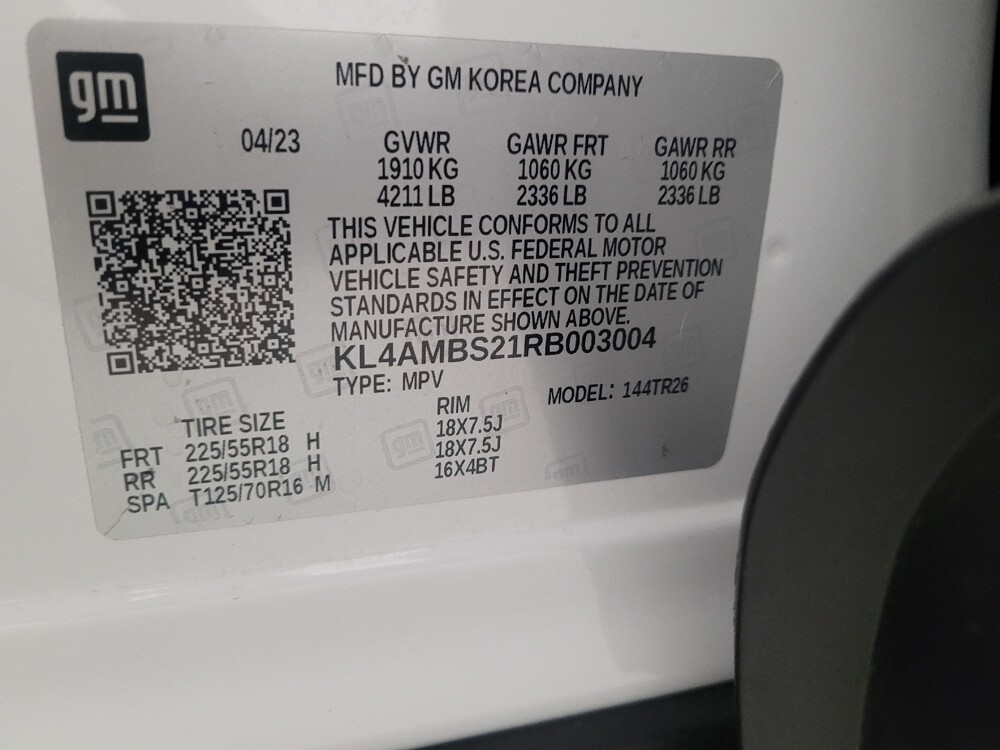 gm
MFD BY GM KOREA COMPANY
04/23 GVWR GAWR FRT GAWR RR
1910 KG 1060 KG 1060 KG
4211 LB 2336 LB 2336 LB
THIS VEHICLE CONFORMS TO ALL
APPLICABLE U.S. FEDERAL MOTOR
VEHICLE SAFETY AND THEFT PREVENTION
STANDARDS IN EFFECT ON THE DATE OF
MANUFACTURE SHOWN ABOVE.
KL4AMBS21RB003004
TYPE: MPV MODEL: 144TR26
TIRE SIZE RIM
FRT 225/55R18 H 18X7.5J
RR 225/55R18 H 18X7.5J
SPA T125/70R16 M 16X4BT